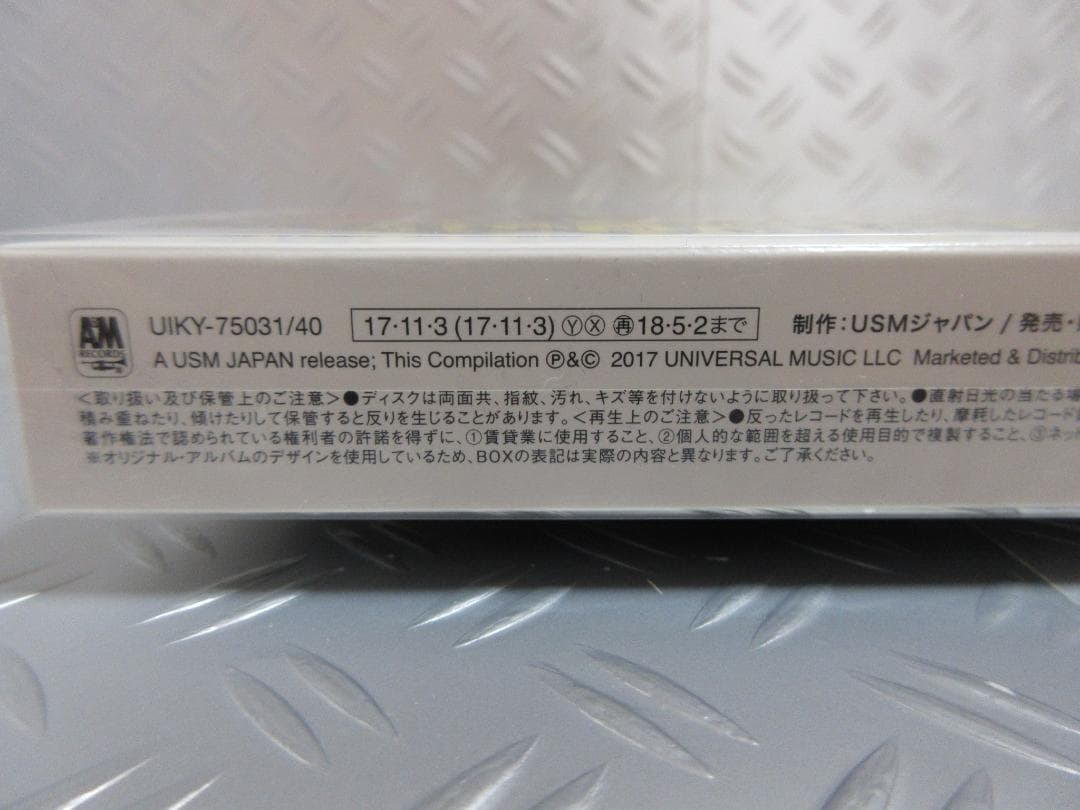 A&M RECORDS UIKY-75031/40 17·11·3 (17·11·3) Ⓨ Ⓧ ㊞18·5·2まで 制作：USMジャパン / 発売・
A USM JAPAN release; This Compilation Ⓟ&© 2017 UNIVERSAL MUSIC LLC Marketed & Distrib
＜取り扱い及び保管上のご注意＞●ディスクは両面共、指紋、汚れ、キズ等を付けないように取り扱って下さい。●直射日光の当たる場
積み重ねたり、傾けたりして保管すると反りを生じることがあります。＜再生上のご注意＞●反ったレコードを再生したり、摩耗したレコード
著作権法で認められている権利者の許諾を得ずに、①賃貸業に使用すること、②個人的な範囲を超える使用目的で複製すること、③ネッ
※オリジナル・アルバムのデザインを使用しているため、BOXの表記は実際の内容と異なります。ご了承ください。